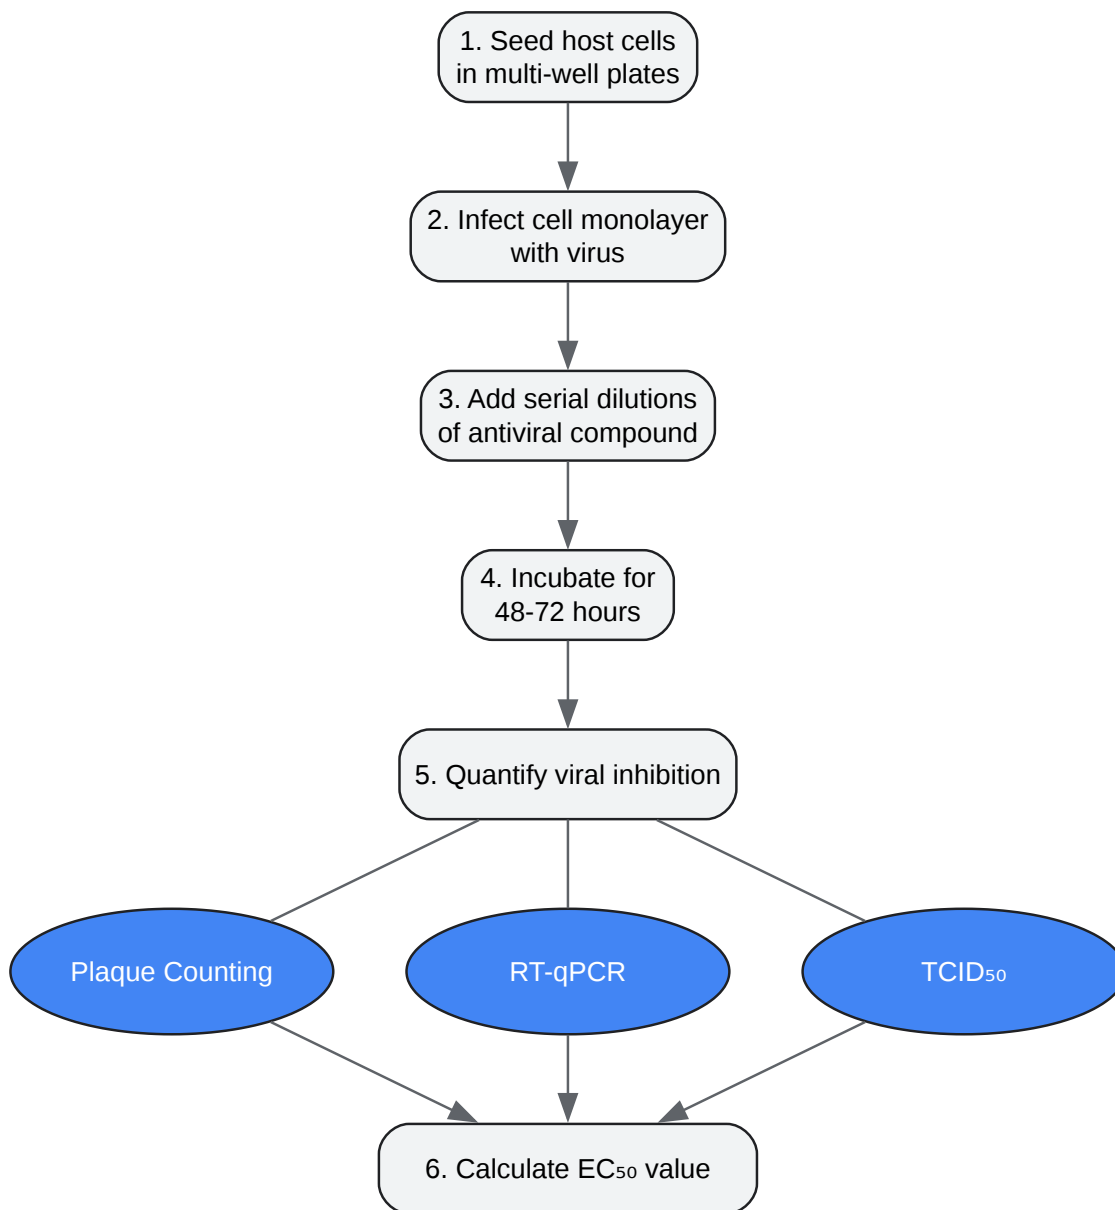 1. Seed host cells
in multi-well plates
2. Infect cell monolayer
with virus
3. Add serial dilutions
of antiviral compound
4. Incubate for
48-72 hours
5. Quantify viral inhibition
Plaque Counting
RT-qPCR
TCID₅₀
6. Calculate EC₅₀ value